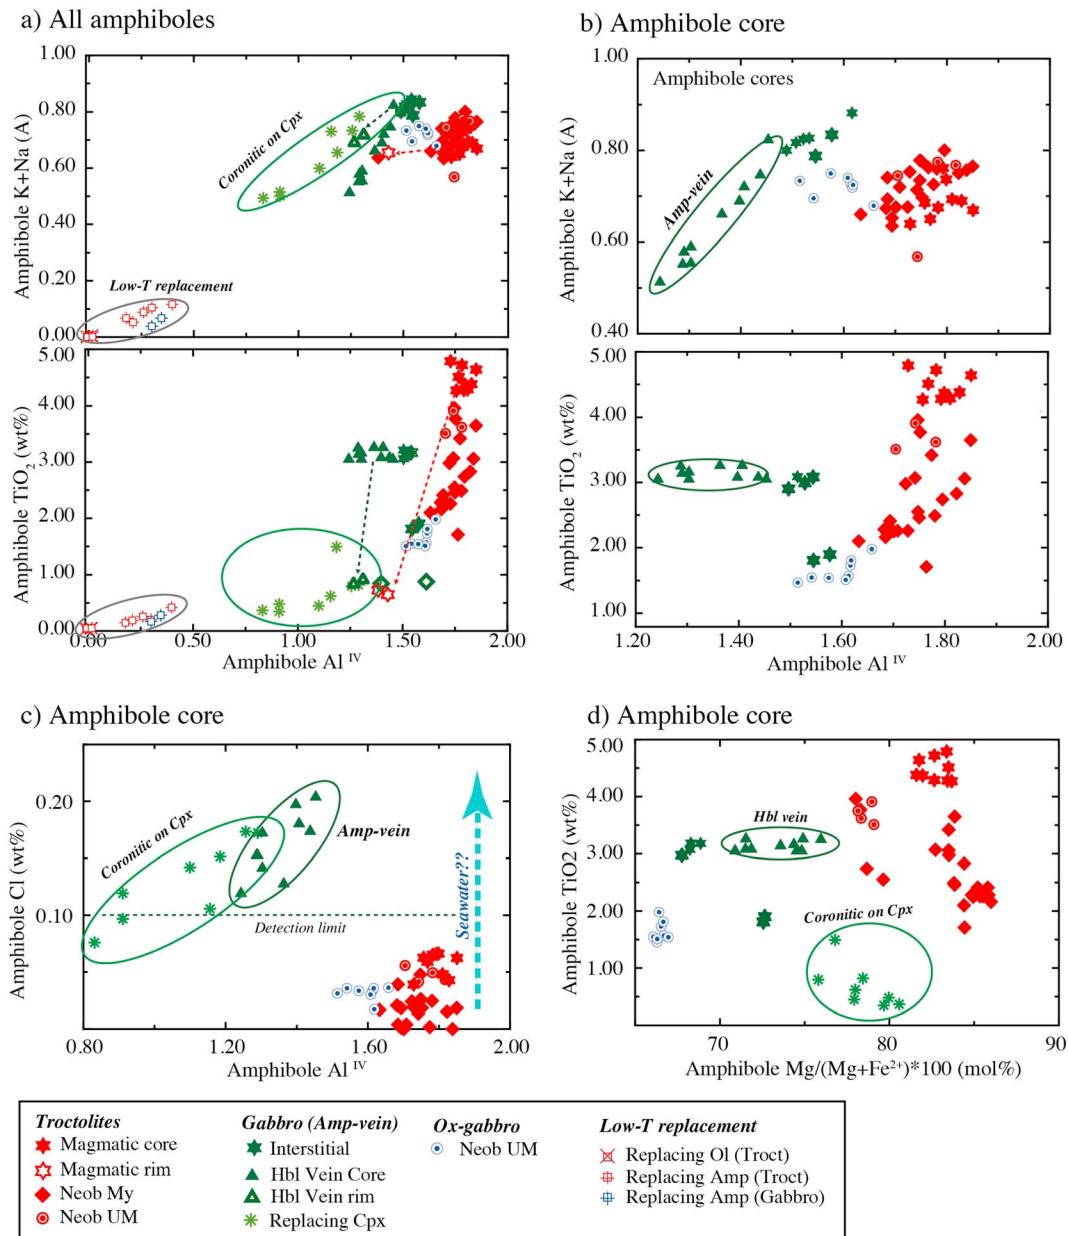 a) All amphiboles
Amphibole K+Na (A)
1.00
0.80
0.60
0.40
0.20
0.00
Coronitic on Cpx
Low-T replacement
Amphibole TiO2 (wt%)
5.00
4.00
3.00
2.00
1.00
0.00
0.00
0.50
1.00
1.50
2.00
Amphibole Al IV
b) Amphibole core
Amphibole K+Na (A)
1.00
0.80
0.60
0.40
Amphibole cores
Amp-vein
Amphibole TiO2 (wt%)
5.00
4.00
3.00
2.00
1.00
1.20
1.40
1.60
1.80
2.00
Amphibole Al IV
c) Amphibole core
Amphibole Cl (wt%)
0.20
0.10
Coronitic on Cpx
Amp-vein
Detection limit
Seawater??
0.80
1.20
1.60
2.00
Amphibole AlIV
d) Amphibole core
Amphibole TiO2 (wt%)
5.00
4.00
3.00
2.00
1.00
Hbl vein
Coronitic on Cpx
70
80
90
Amphibole Mg/(Mg+Fe2+)*100 (mol%)
Troctolites
Magmatic core
Magmatic rim
Neob My
Neob UM
Gabbro (Amp-vein)
Interstitial
Hbl Vein Core
Hbl Vein rim
Replacing Cpx
Ox-gabbro
Neob UM
Low-T replacement
Replacing Ol (Troct)
Replacing Amp (Troct)
Replacing Amp (Gabbro)